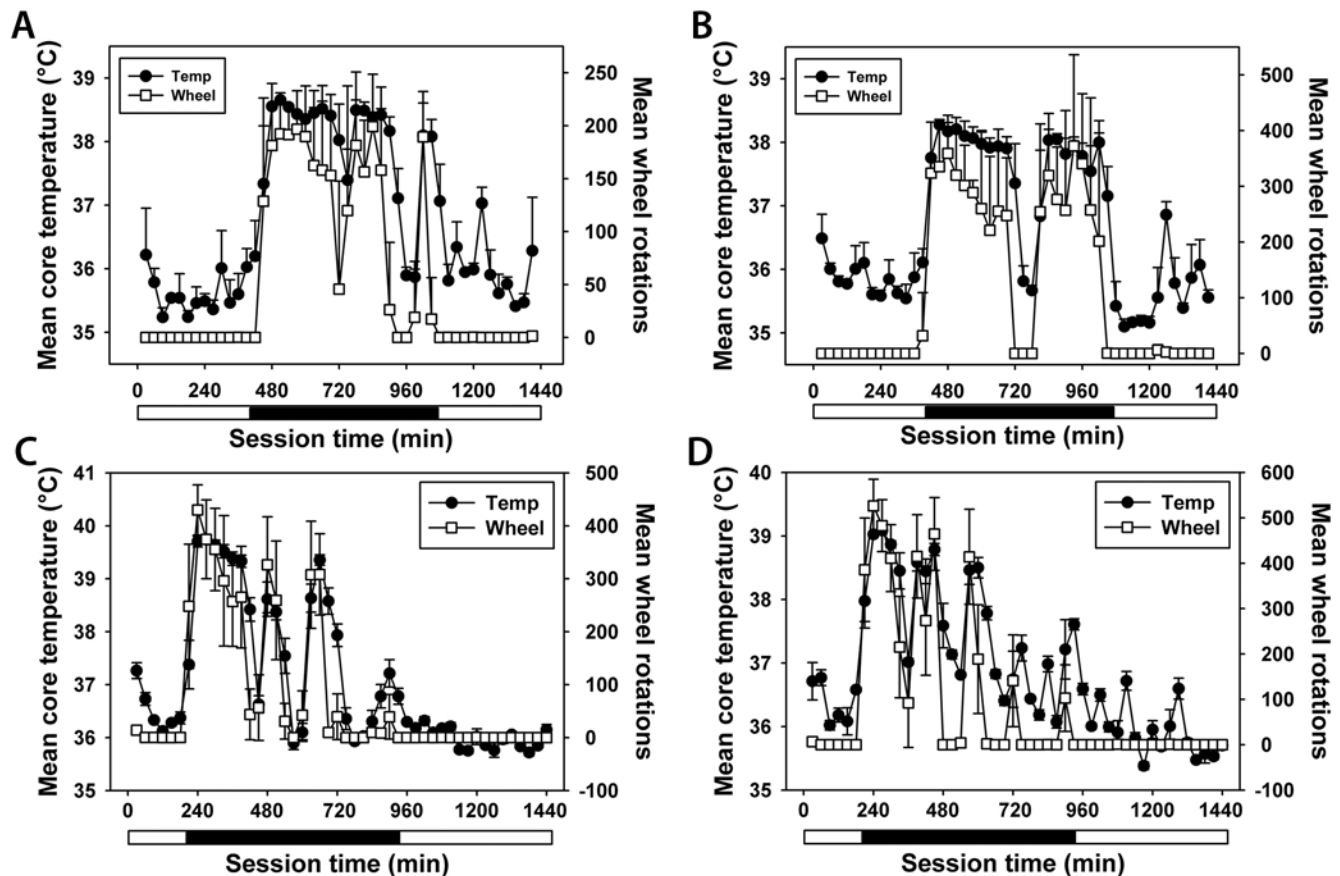 A
Mean core temperature (°C)
39
38
37
36
35
Temp
Wheel
250
200
150
100
50
0
Mean wheel rotations
0 240 480 720 960 1200 1440
Session time (min)
B
Mean core temperature (°C)
39
38
37
36
35
Temp
Wheel
500
400
300
200
100
0
Mean wheel rotations
0 240 480 720 960 1200 1440
Session time (min)
C
Mean core temperature (°C)
41
40
39
38
37
36
35
Temp
Wheel
500
400
300
200
100
0
-100
Mean wheel rotations
0 240 480 720 960 1200 1440
Session time (min)
D
Mean core temperature (°C)
40
39
38
37
36
35
Temp
Wheel
600
500
400
300
200
100
0
-100
Mean wheel rotations
0 240 480 720 960 1200 1440
Session time (min)